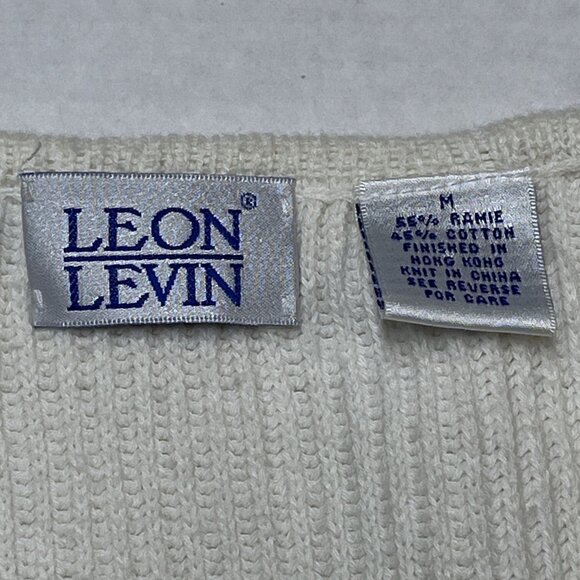 LEON®
LEVIN
M
55% RAMIE
45% COTTON
FINISHED IN
HONG KONG
KNIT IN CHINA
SEE REVERSE
FOR CARE